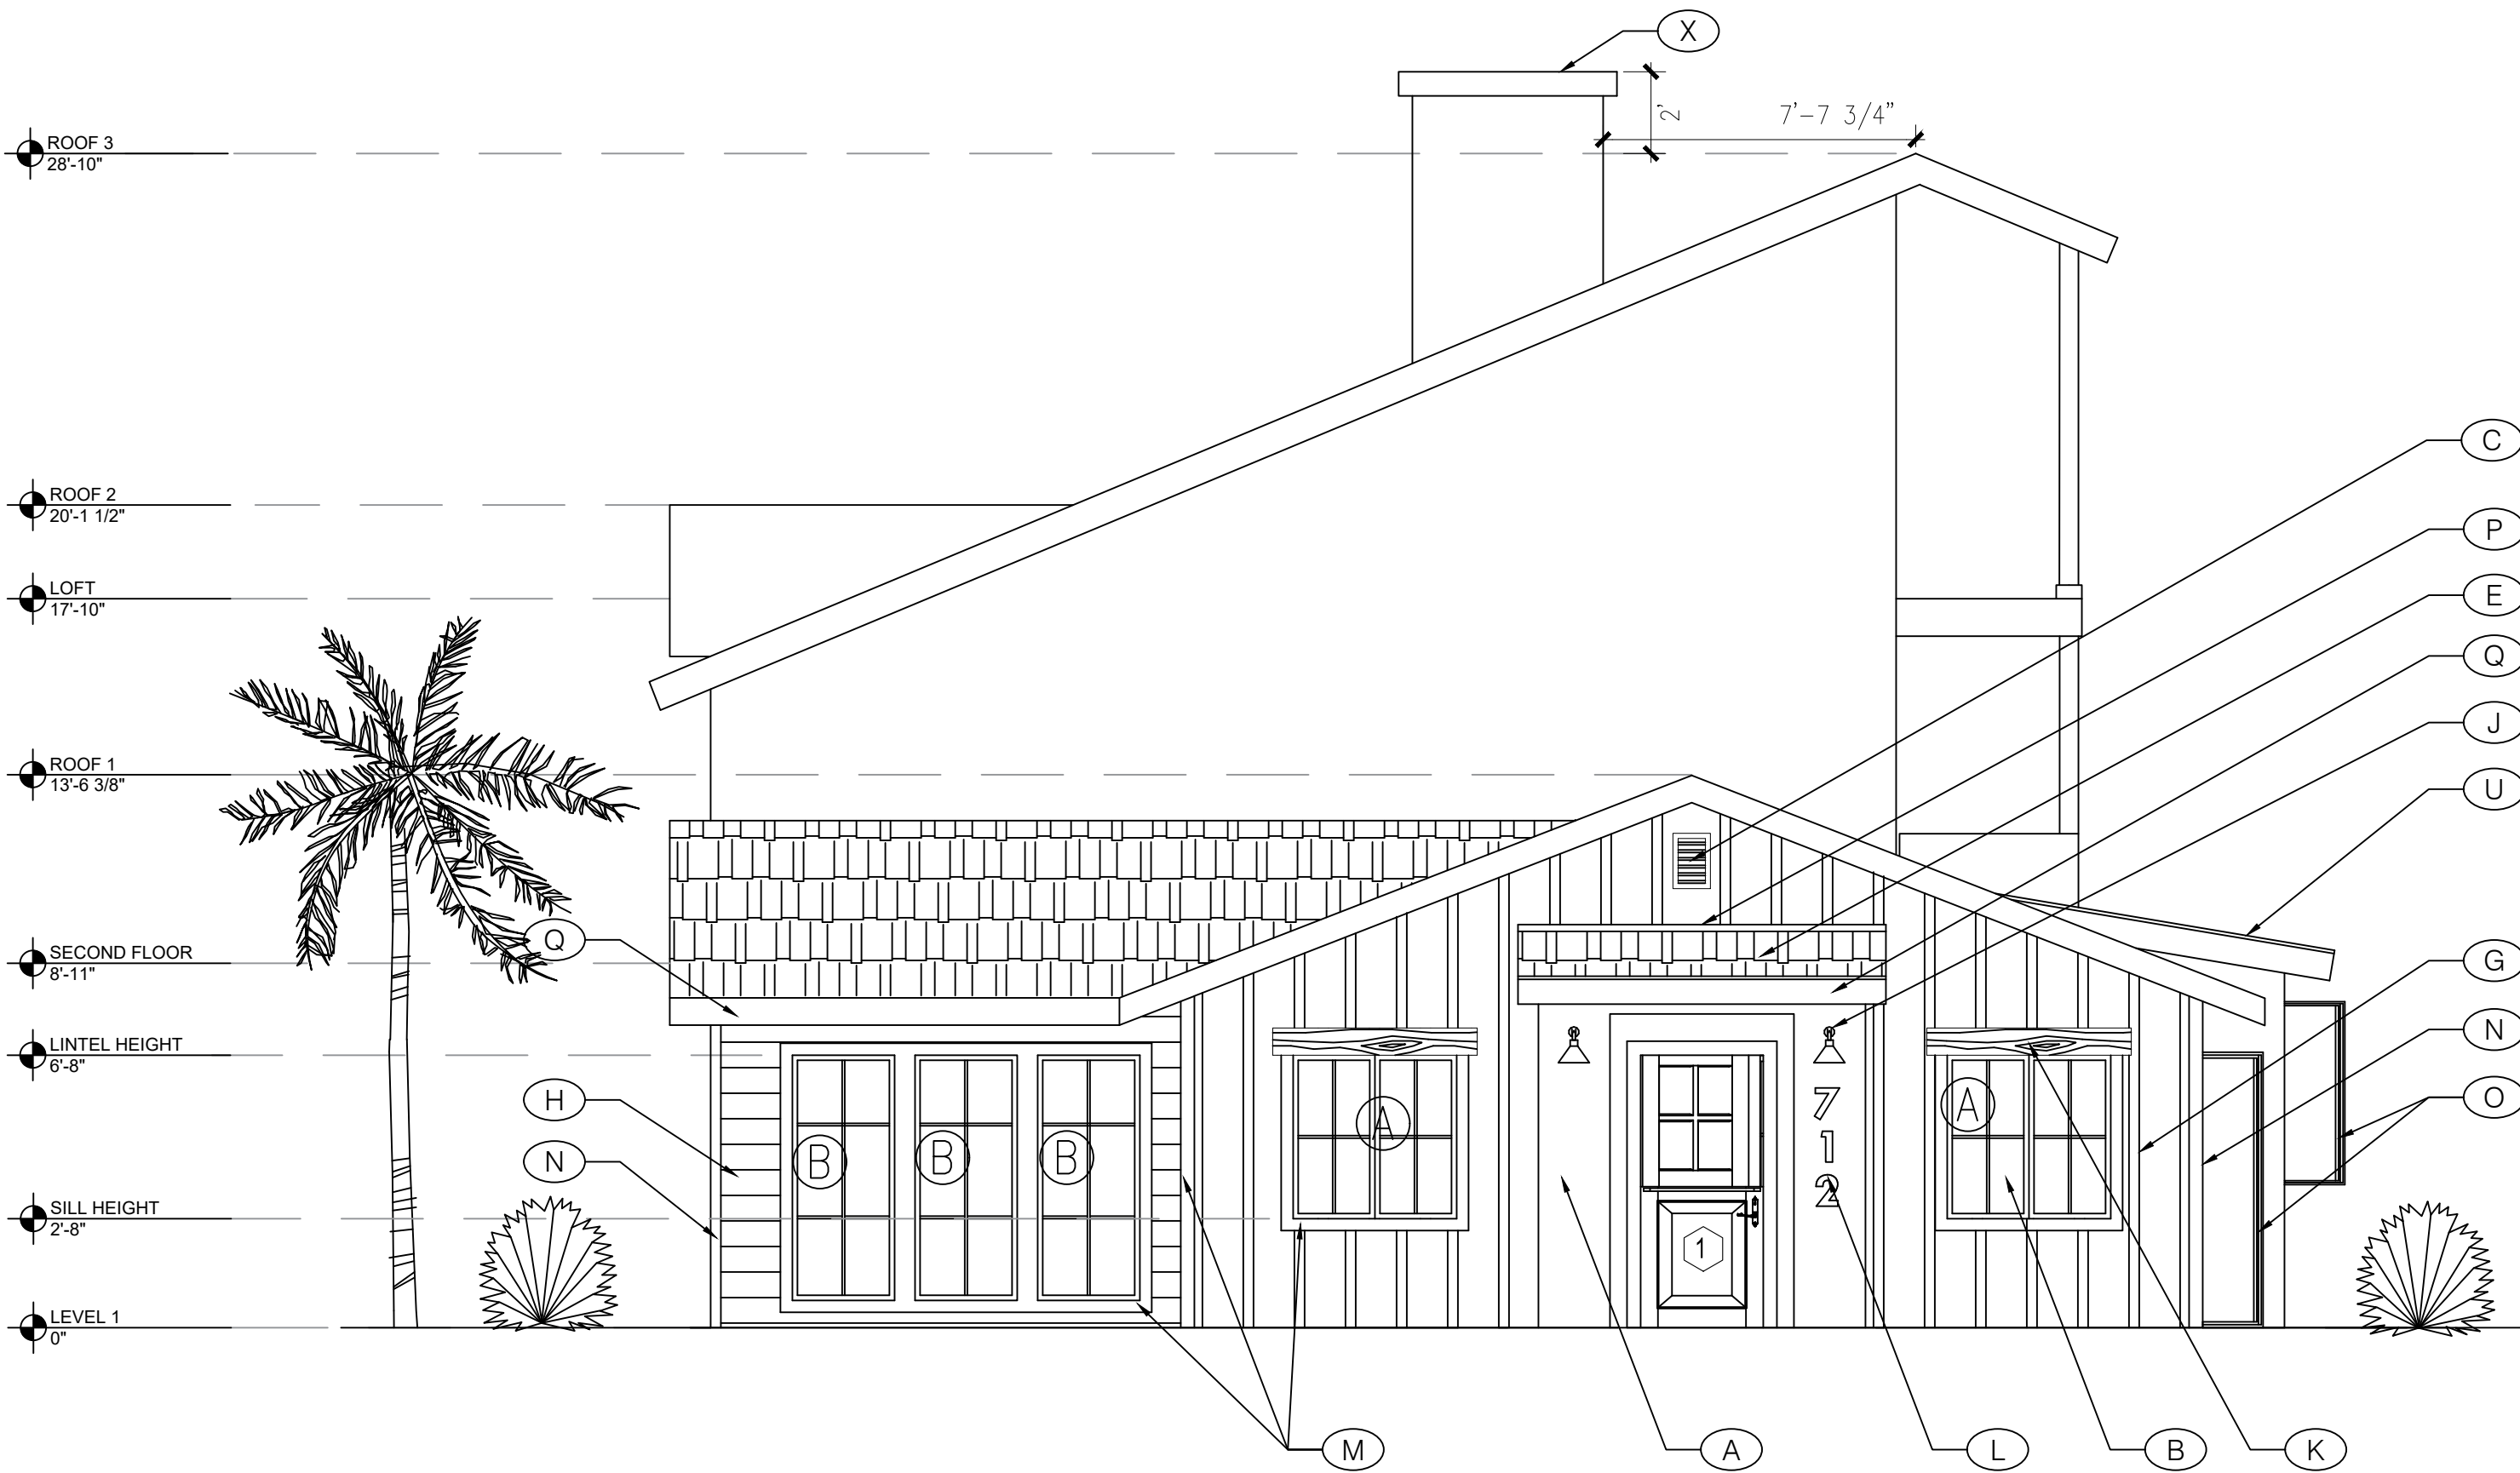 X
2'
7'-7 3/4"
ROOF 3
28'-10"
C
ROOF 2
20'-1 1/2"
P
LOFT
17'-10"
E
Q
J
ROOF 1
13'-6 3/8"
U
Q
SECOND FLOOR
8'-11"
G
N
LINTEL HEIGHT
6'-8"
H
A
A
7
1
2
O
N
B
B
B
SILL HEIGHT
2'-8"
1
LEVEL 1
0"
M
A
L
B
K